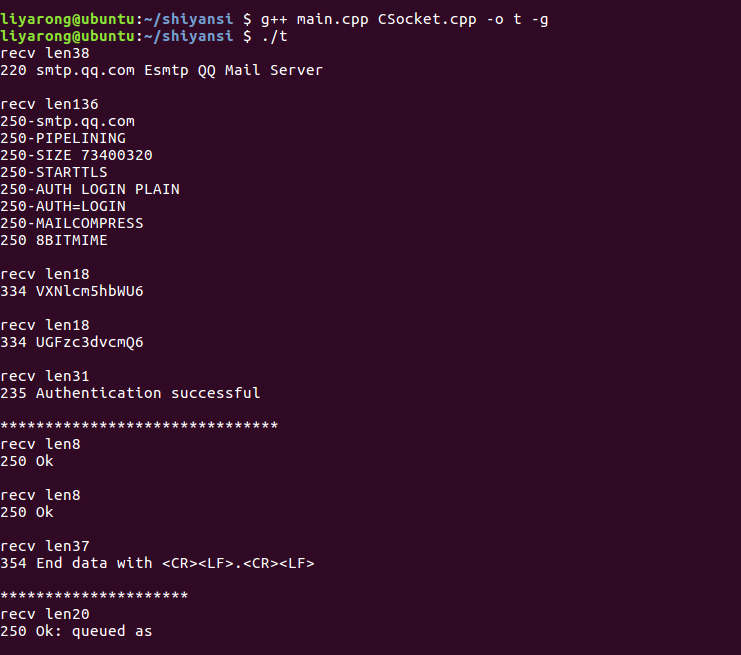 liyarong@ubuntu:~/shiyansi $ g++ main.cpp CSocket.cpp -o t -g
liyarong@ubuntu:~/shiyansi $ ./t
recv len38
220 smtp.qq.com Esmtp QQ Mail Server
recv len136
250-smtp.qq.com
250-PIPELINING
250-SIZE 73400320
250-STARTTLS
250-AUTH LOGIN PLAIN
250-AUTH=LOGIN
250-MAILCOMPRESS
250 8BITMIME
recv len18
334 VXNlcm5hbWU6
recv len18
334 UGFzc3dvcmQ6
recv len31
235 Authentication successful
*******************************
recv len8
250 Ok
recv len8
250 Ok
recv len37
354 End data with <CR><LF>.<CR><LF>
*********************
recv len20
250 Ok: queued as